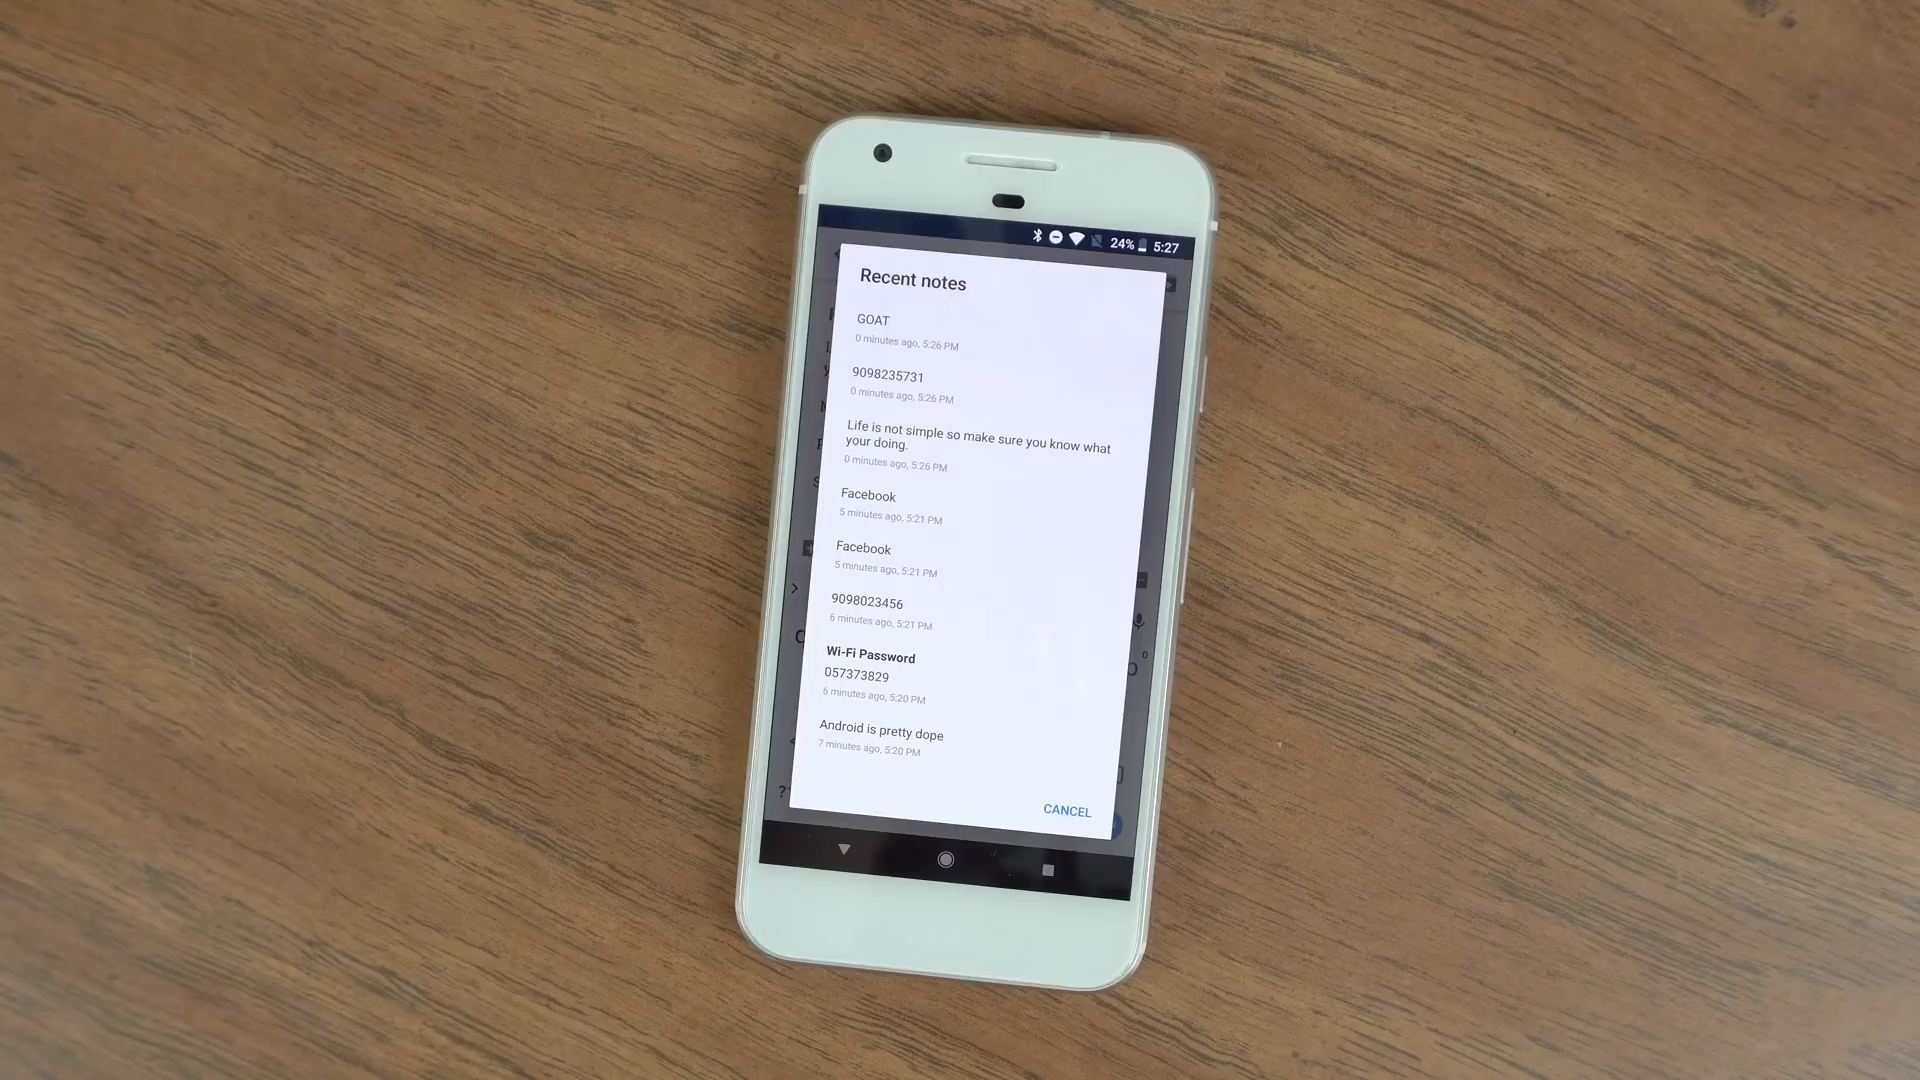 24% 5:27
Recent notes
GOAT
0 minutes ago, 5:26 PM
9098235731
0 minutes ago, 5:26 PM
Life is not simple so make sure you know what
your doing.
0 minutes ago, 5:26 PM
Facebook
5 minutes ago, 5:21 PM
Facebook
5 minutes ago, 5:21 PM
9098023456
6 minutes ago, 5:21 PM
Wi-Fi Password
057373829
6 minutes ago, 5:20 PM
Android is pretty dope
7 minutes ago, 5:20 PM
CANCEL